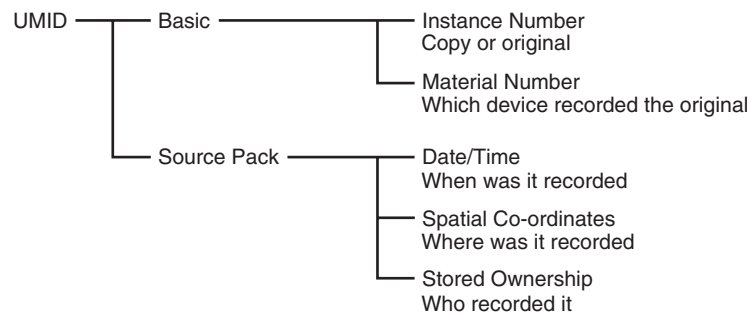 UMID
Basic
Instance Number
Copy or original
Material Number
Which device recorded the original
Source Pack
Date/Time
When was it recorded
Spatial Co-ordinates
Where was it recorded
Stored Ownership
Who recorded it